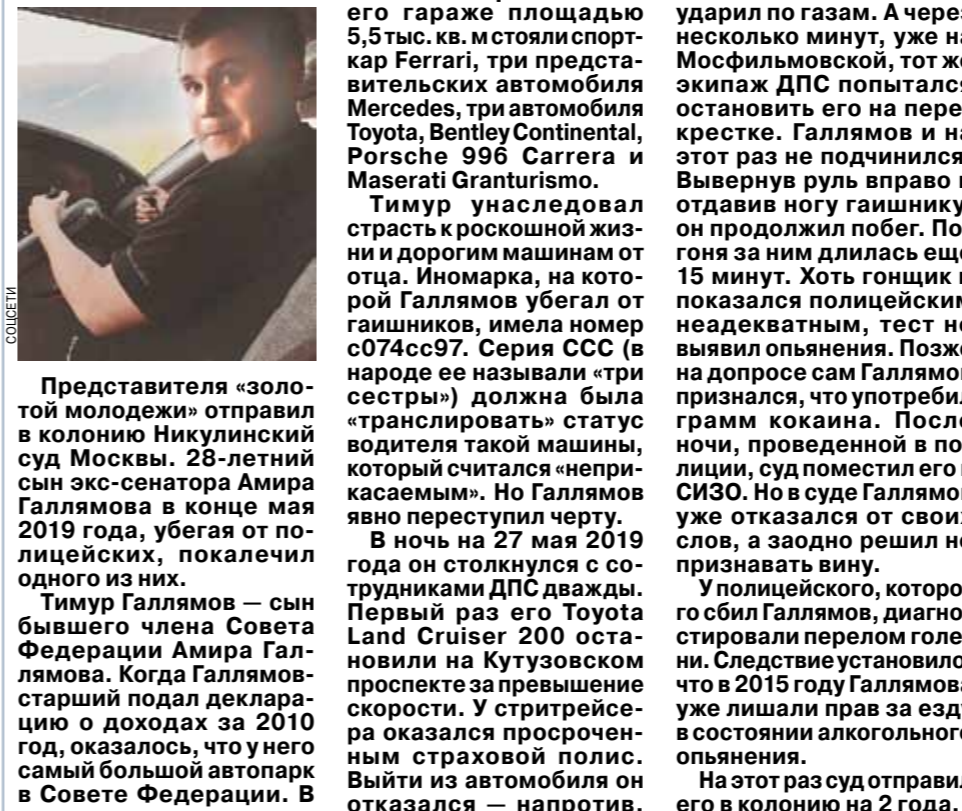 СОЦСЕТИ
Представителя «золо-
той молодежи» отправил
в колонию Никулинский
суд Москвы. 28-летний
сын экс-сенатора Амира
Галлямова в конце мая
2019 года, убегая от по-
лицейских, покалечил
одного из них.
Тимур Галлямов — сын
бывшего члена Совета
Федерации Амира Гал-
лямова. Когда Галлямов-
старший подал деклара-
цию о доходах за 2010
год, оказалось, что у него
самый большой автопарк
в Совете Федерации. В
его гараже площадью
5,5 тыс. кв. м стояли спорт-
кар Ferrari, три предста-
вительских автомобиля
Mercedes, три автомобиля
Toyota, Bentley Continental,
Porsche 996 Carrera и
Maserati Granturismo.
Тимур унаследовал
страсть к роскошной жиз-
ни и дорогим машинам от
отца. Иномарка, на кото-
рой Галлямов убегал от
гаишников, имела номер
с074сс97. Серия ССС (в
народе ее называли «три
сестры») должна была
«транслировать» статус
водителя такой машины,
который считался «непри-
касаемым». Но Галлямов
явно переступил черту.
В ночь на 27 мая 2019
года он столкнулся с со-
трудниками ДПС дважды.
Первый раз его Toyota
Land Cruiser 200 оста-
новили на Кутузовском
проспекте за превышение
скорости. У стритрейсе-
ра оказался просрочен-
ным страховой полис.
Выйти из автомобиля он
отказался — напротив,
ударил по газам. А через
несколько минут, уже на
Мосфильмовской, тот же
экипаж ДПС попытался
остановить его на пере-
крестке. Галлямов и на
этот раз не подчинился.
Вывернув руль вправо и
отдавив ногу гаишнику,
он продолжил побег. По-
гоня за ним длилась еще
15 минут. Хоть гонщик и
показался полицейским
неадекватным, тест не
выявил опьянения. Позже
на допросе сам Галлямов
признался, что употребил
грамм кокаина. После
ночи, проведенной в по-
лиции, суд поместил его в
СИЗО. Но в суде Галлямов
уже отказался от своих
слов, а заодно решил не
признавать вину.
У полицейского, которо-
го сбил Галлямов, диагно-
стировали перелом голе-
ни. Следствие установило,
что в 2015 году Галлямова
уже лишали прав за езду
в состоянии алкогольного
опьянения.
На этот раз суд отправил
его в колонию на 2 года.